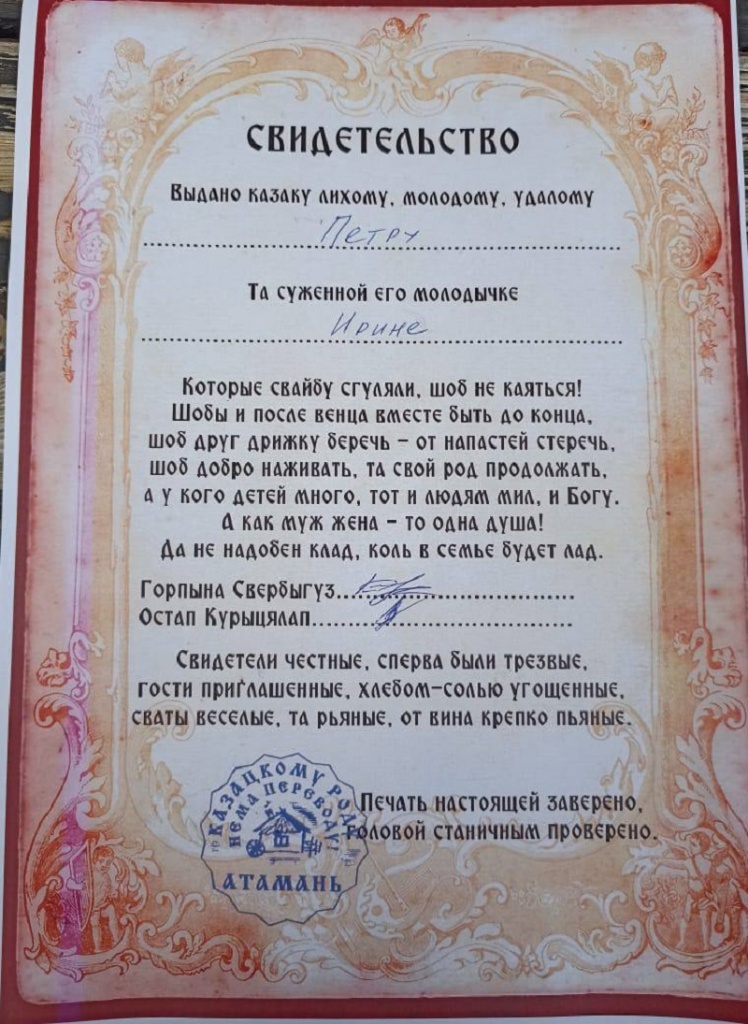 СВИДЕТЕЛЬСТВО
Выдано казаку лихому, молодому, удалому
Петру
Та суженной его молодычке
Ирине
Которые свайбу сгуляли, шоб не каяться!
Шобы и после венца вместе быть до конца,
шоб друг дрижку беречь – от напастей стеречь,
шоб добро наживать, та свой род продолжать,
а у кого детей много, тот и людям мил, и Богу.
А как муж жена – то одна душа!
Да не надобен клад, коль в семье будет лад.
Горпына Свербыгуз
Остап Курыцялап
Свидетели честные, сперва были трезвые,
гости приглашенные, хлебом-солью угощенные,
сваты веселые, та рьяные, от вина крепко пьяные.
КАЗАЦКОМУ РОДУ
НЕМА ПЕРЕВОДУ!
АТАМАНЬ
Печать настоящей заверено,
головой станичным проверено.